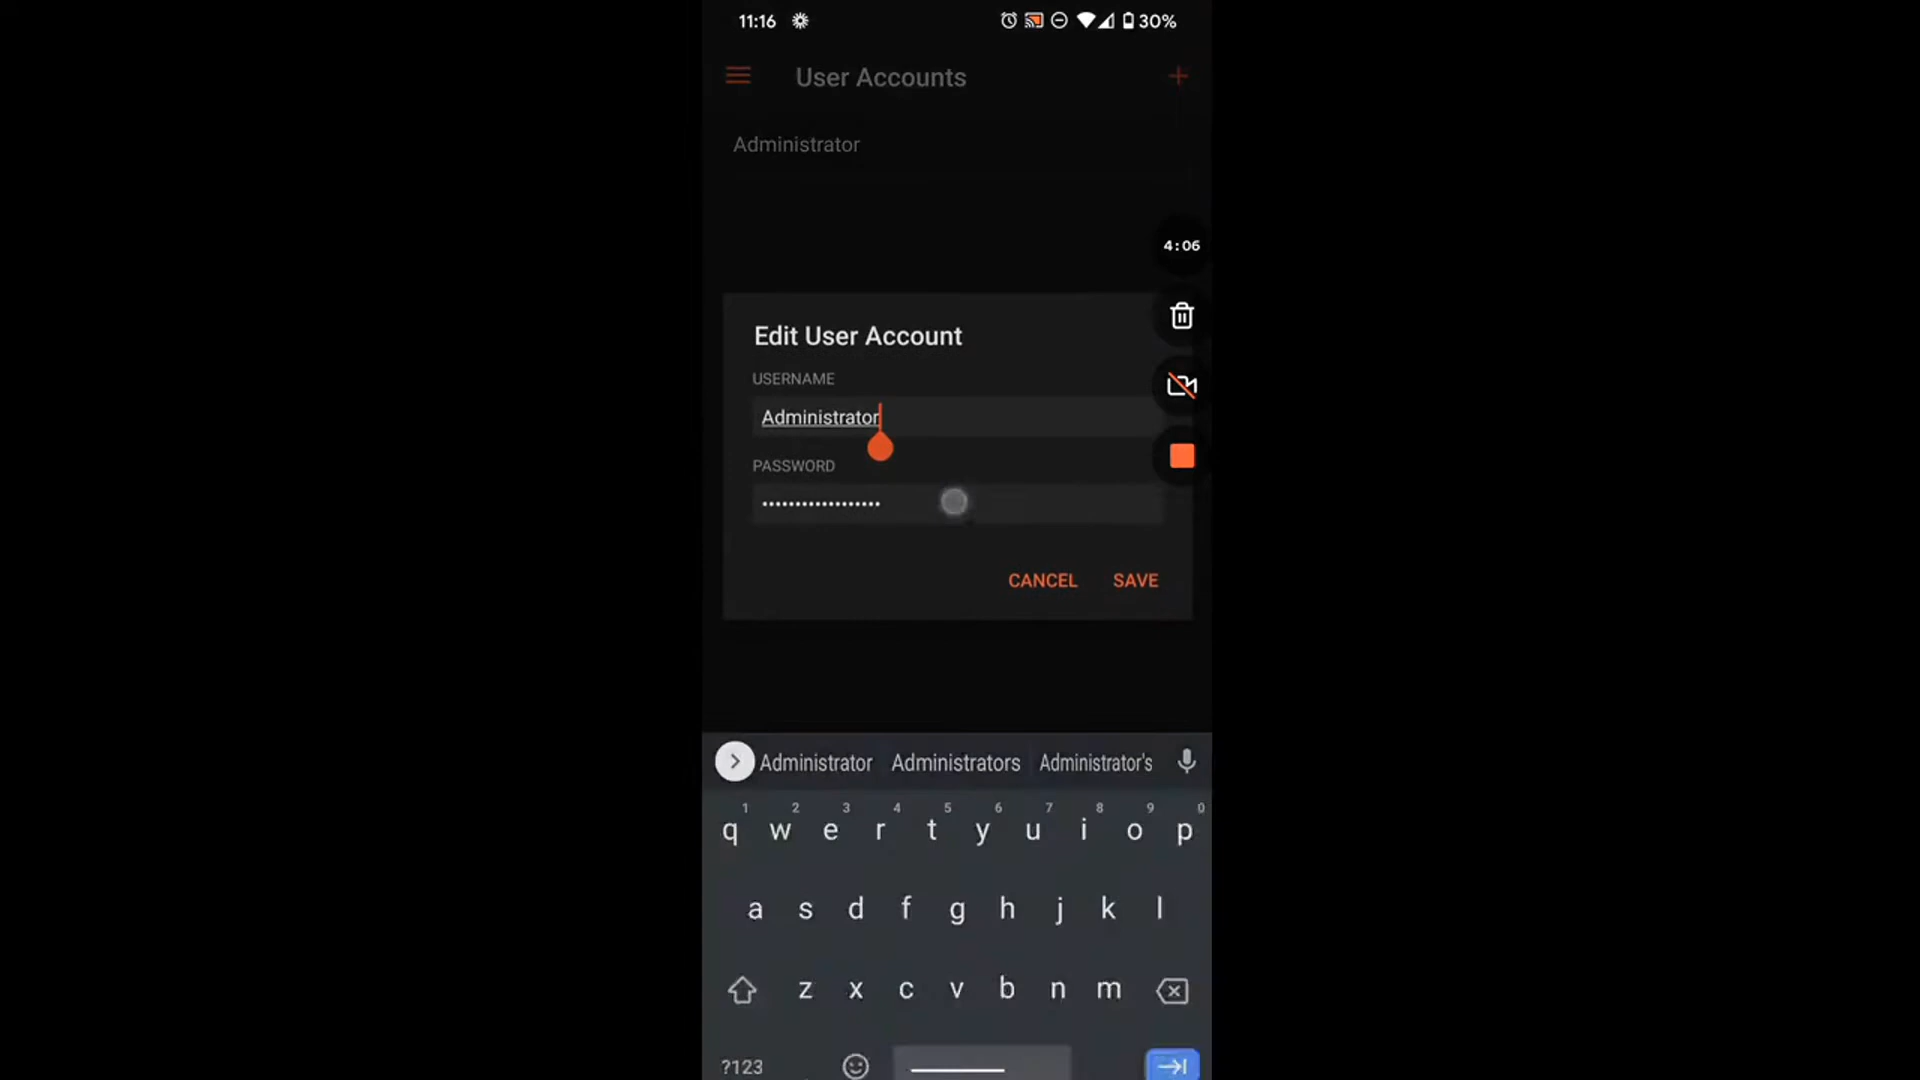 11:16 30%
User Accounts
Administrator
4:06
Edit User Account
USERNAME
Administrator
PASSWORD
••••••••••••••••••
CANCEL SAVE
Administrator Administrators Administrator's
1 2 3 4 5 6 7 8 9 0
q w e r t y u i o p
a s d f g h j k l
z x c v b n m
?123